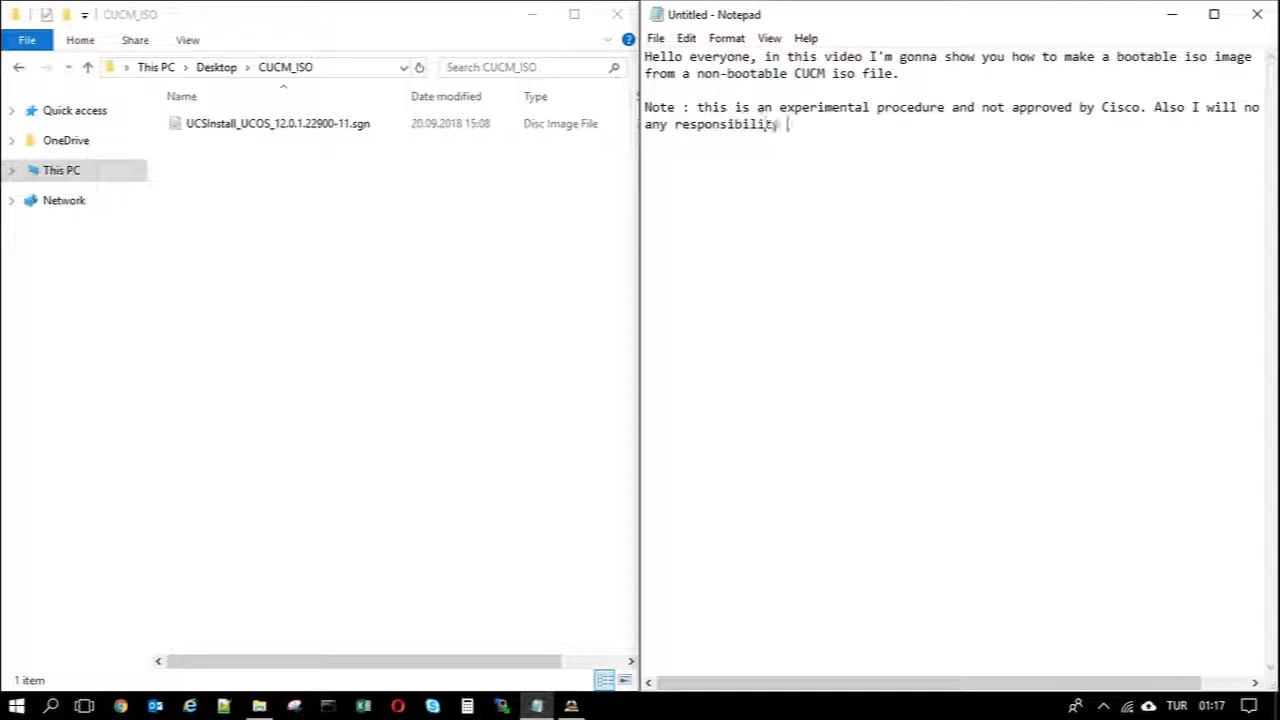 CUCM_ISO
File Home Share View
This PC > Desktop > CUCM_ISO
Search CUCM_ISO
Name Date modified Type
Quick access
UCSInstall_UCOS_12.0.1.22900-11.sgn 20.09.2018 15:08 Disc Image File
OneDrive
This PC
Network
1 item
Untitled - Notepad
File Edit Format View Help
Hello everyone, in this video I'm gonna show you how to make a bootable iso image
from a non-bootable CUCM iso file.
Note : this is an experimental procedure and not approved by Cisco. Also I will no
any responsibility
TUR 01:17